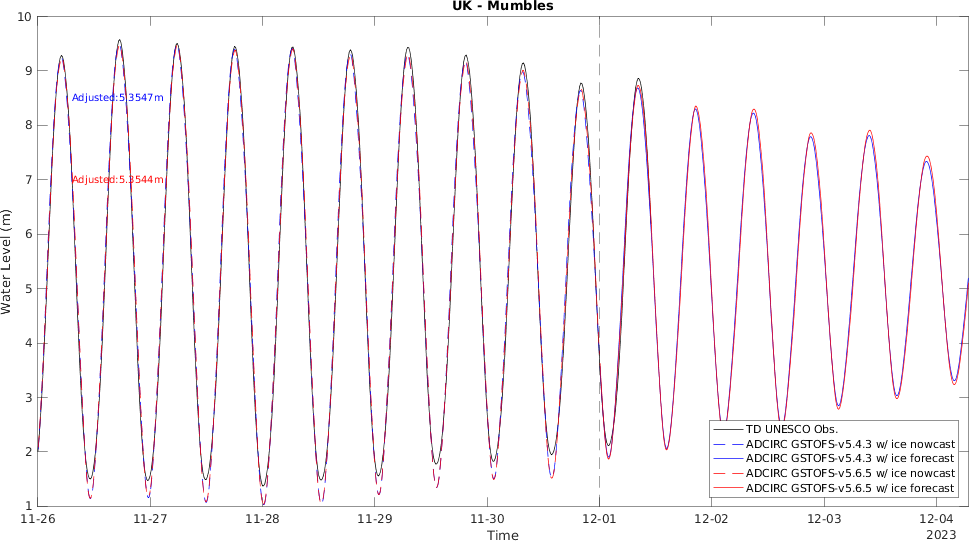 UK - Mumbles
10
9
8
7
6
5
4
3
2
1
Water Level (m)
Adjusted:5.3547m
Adjusted:5.3544m
TD UNESCO Obs.
ADCIRC GSTOFS-v5.4.3 w/ ice nowcast
ADCIRC GSTOFS-v5.4.3 w/ ice forecast
ADCIRC GSTOFS-v5.6.5 w/ ice nowcast
ADCIRC GSTOFS-v5.6.5 w/ ice forecast
11-26 11-27 11-28 11-29 11-30 12-01 12-02 12-03 12-04
2023
Time